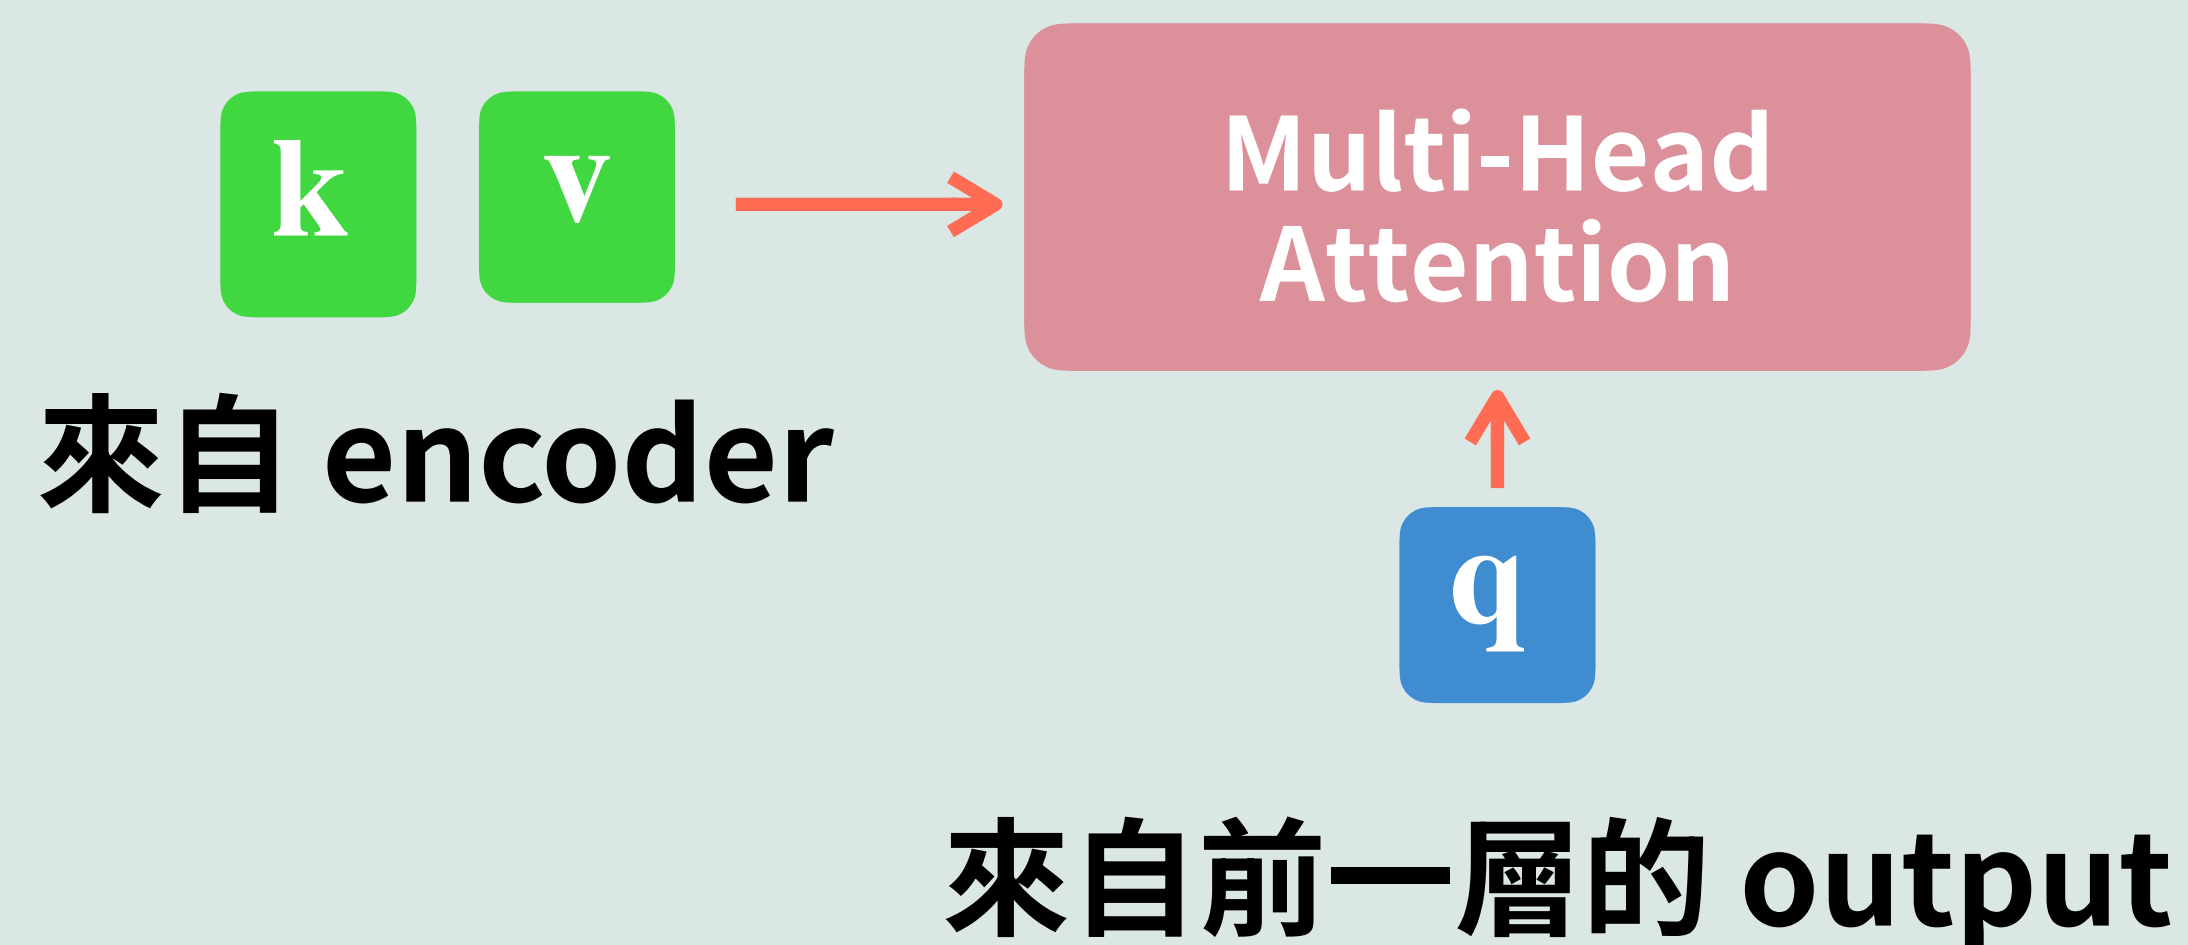 k
v
Multi-Head
Attention
來自 encoder
q
來自前一層的 output